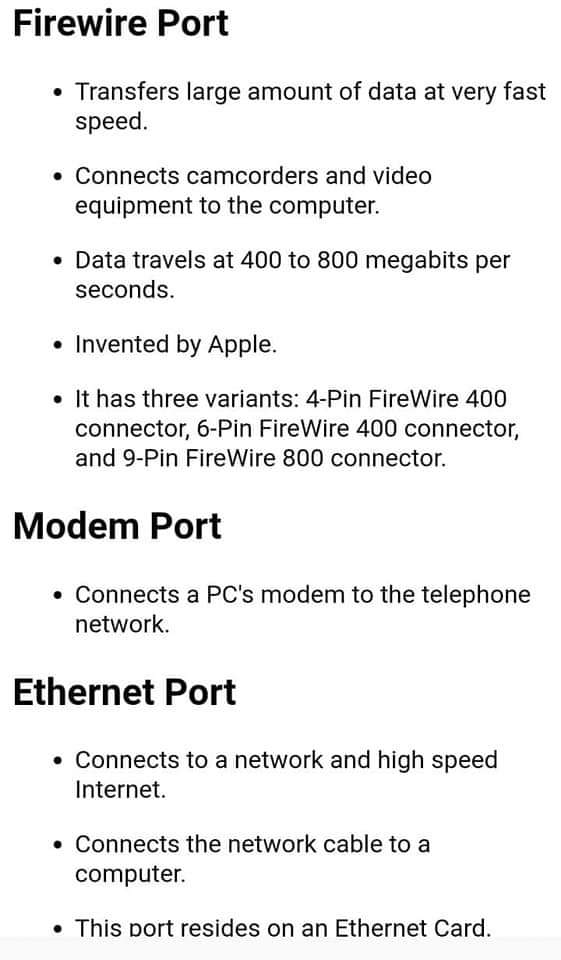 Firewire Port
• Transfers large amount of data at very fast
speed.
• Connects camcorders and video
equipment to the computer.
• Data travels at 400 to 800 megabits per
seconds.
• Invented by Apple.
• It has three variants: 4-Pin FireWire 400
connector, 6-Pin FireWire 400 connector,
and 9-Pin FireWire 800 connector.
Modem Port
• Connects a PC's modem to the telephone
network.
Ethernet Port
• Connects to a network and high speed
Internet.
• Connects the network cable to a
computer.
• This port resides on an Ethernet Card.